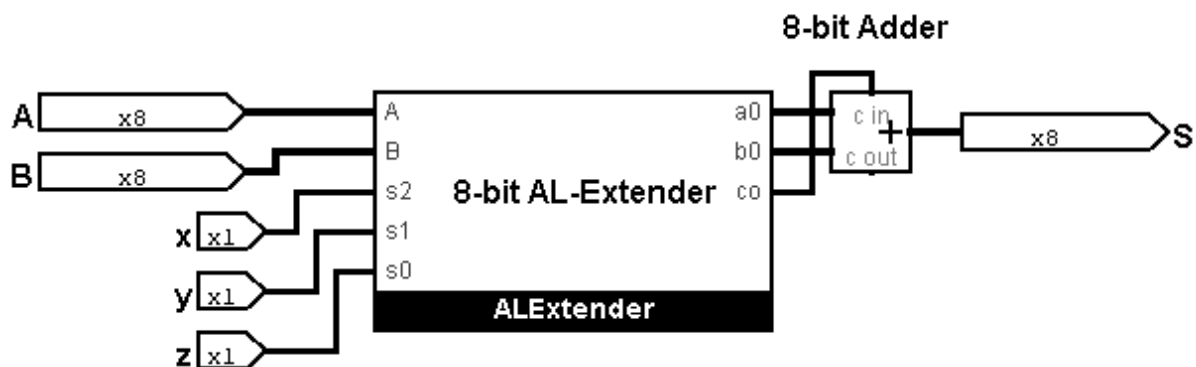 8-bit Adder
A x8
B x8
x x1
y x1
z x1
A
B
s2
s1
s0
8-bit AL-Extender
a0
b0
co
ALExtender
c in
+
c out
x8 S